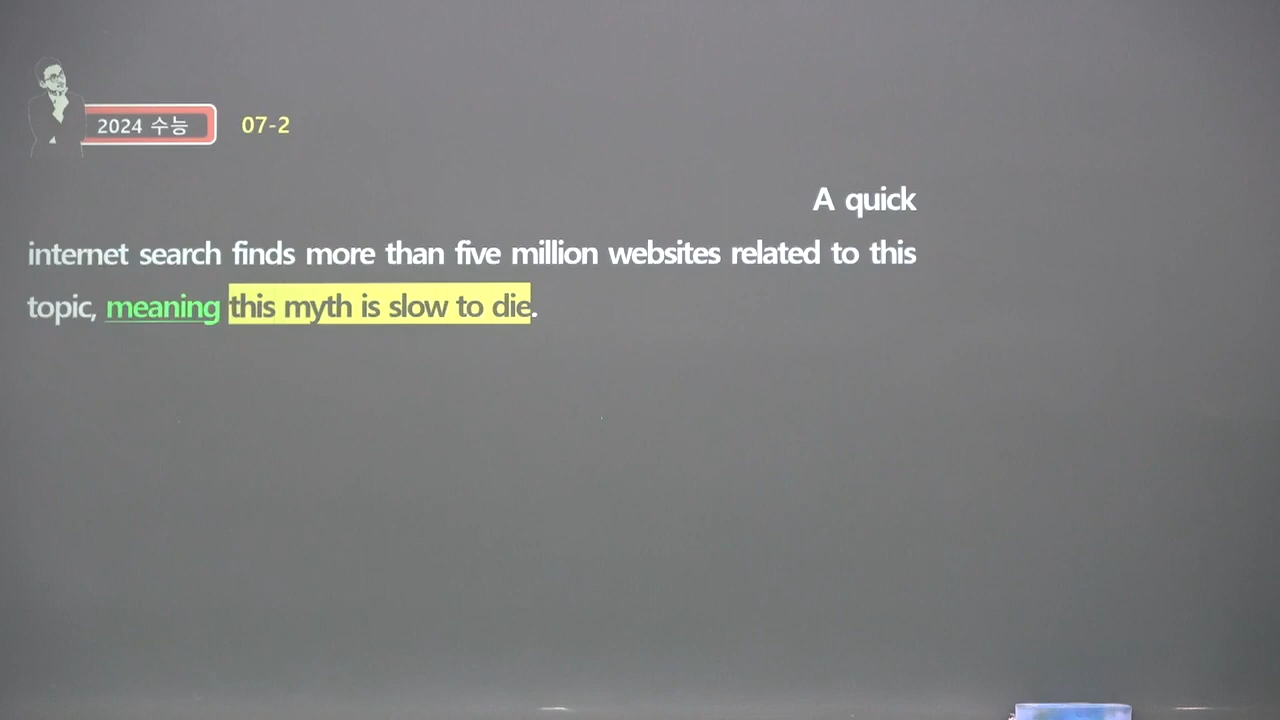 2024 수능 07-2
A quick
internet search finds more than five million websites related to this
topic, meaning this myth is slow to die.